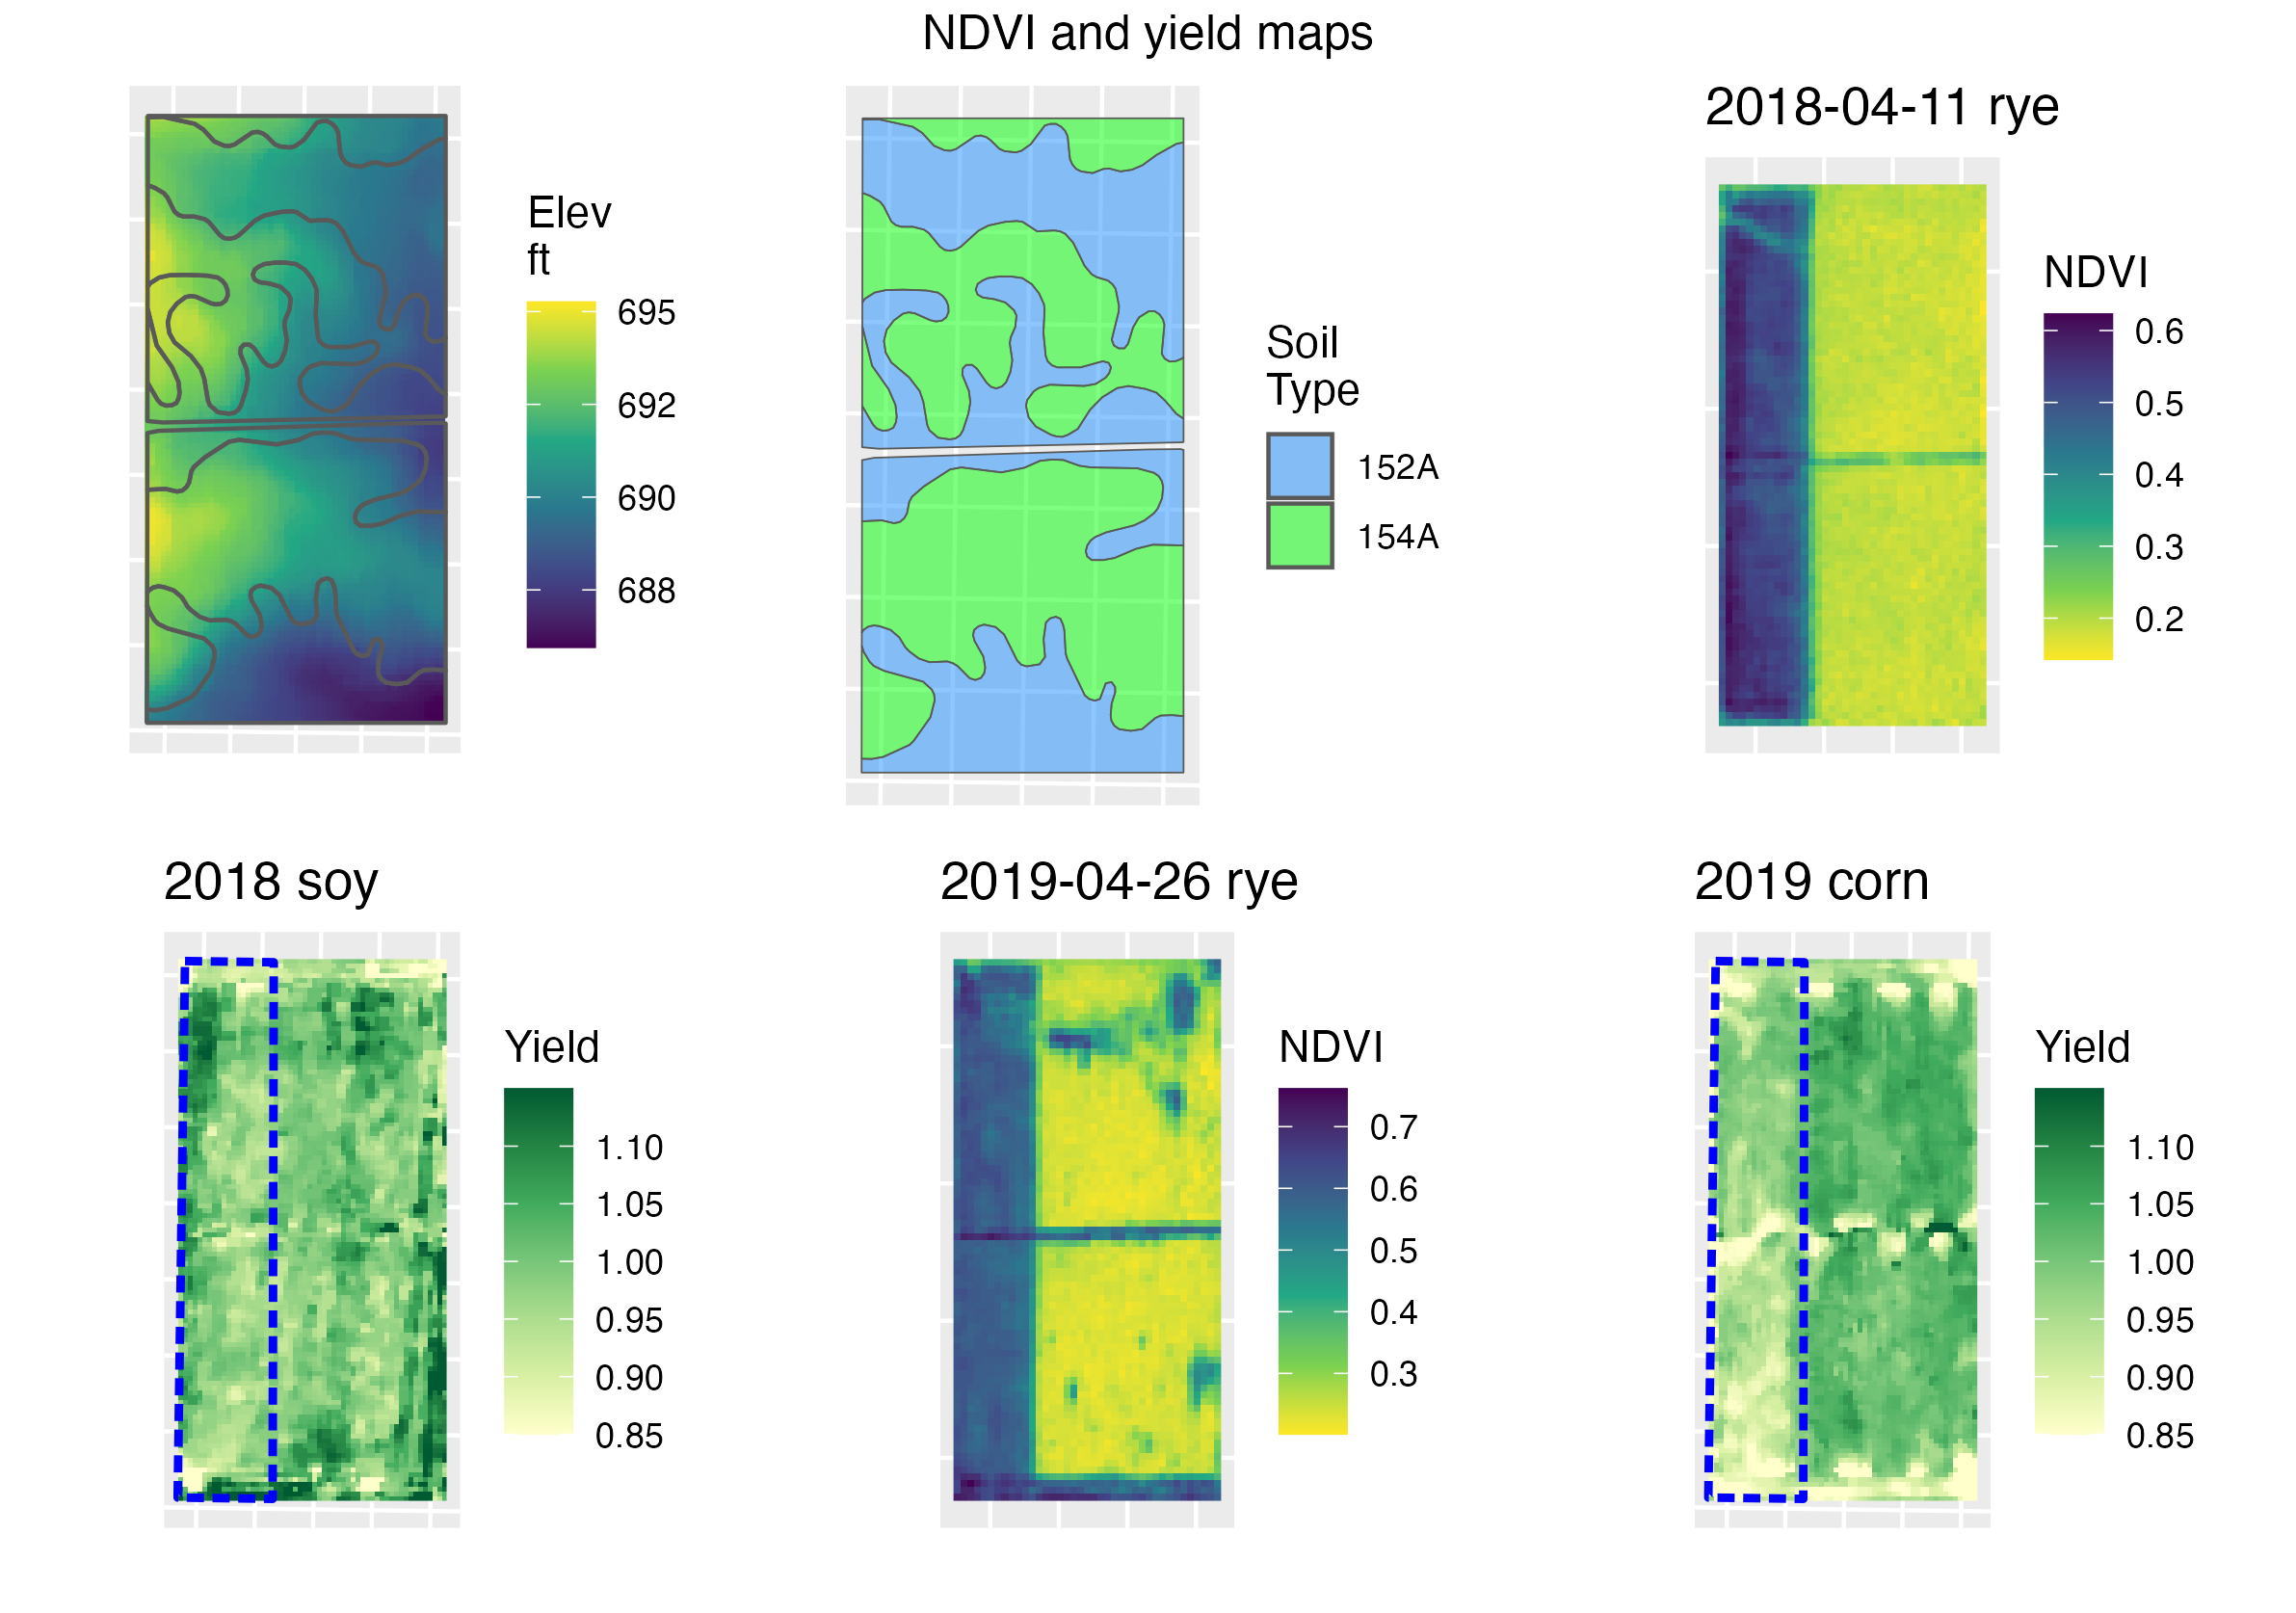 NDVI and yield maps
Elev
ft
695
692
690
688
Soil
Type
152A
154A
2018-04-11 rye
NDVI
0.6
0.5
0.4
0.3
0.2
2018 soy
Yield
1.10
1.05
1.00
0.95
0.90
0.85
2019-04-26 rye
NDVI
0.7
0.6
0.5
0.4
0.3
2019 corn
Yield
1.10
1.05
1.00
0.95
0.90
0.85